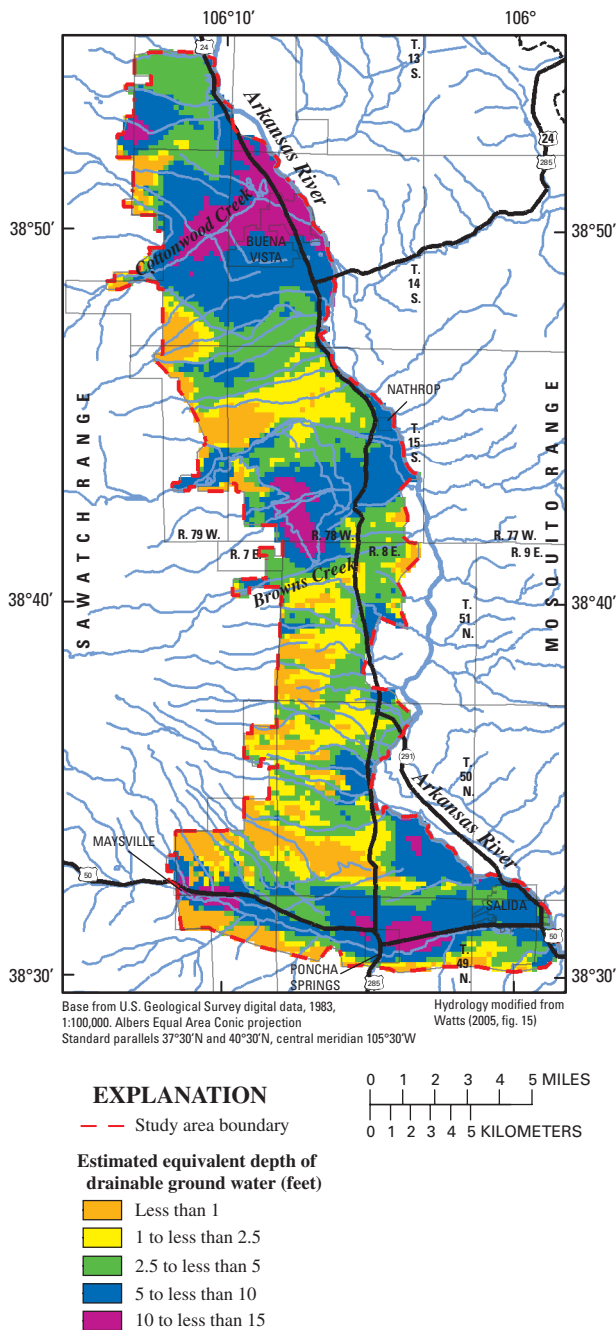 106°10'
106°
24
T.
13
S.
Arkansas River
24
285
38°50'
38°50'
Cottonwood Creek
BUENA
VISTA
T.
14
S.
NATHROP
SAWATCH RANGE
MOSQUITO RANGE
T.
15
S.
R. 79 W.
R. 78 W.
R. 77 W.
R. 7 E.
R. 8 E.
R. 9 E.
Browns Creek
38°40'
38°40'
T.
51
N.
T.
50
N.
291
Arkansas River
MAYSVILLE
50
SALIDA
50
PONCHA
SPRINGS
T.
49
N.
285
38°30'
38°30'
Base from U.S. Geological Survey digital data, 1983,
1:100,000. Albers Equal Area Conic projection
Standard parallels 37°30'N and 40°30'N, central meridian 105°30'W
Hydrology modified from
Watts (2005, fig. 15)
EXPLANATION
Study area boundary
Estimated equivalent depth of
drainable ground water (feet)
Less than 1
1 to less than 2.5
2.5 to less than 5
5 to less than 10
10 to less than 15
0 1 2 3 4 5 MILES
0 1 2 3 4 5 KILOMETERS